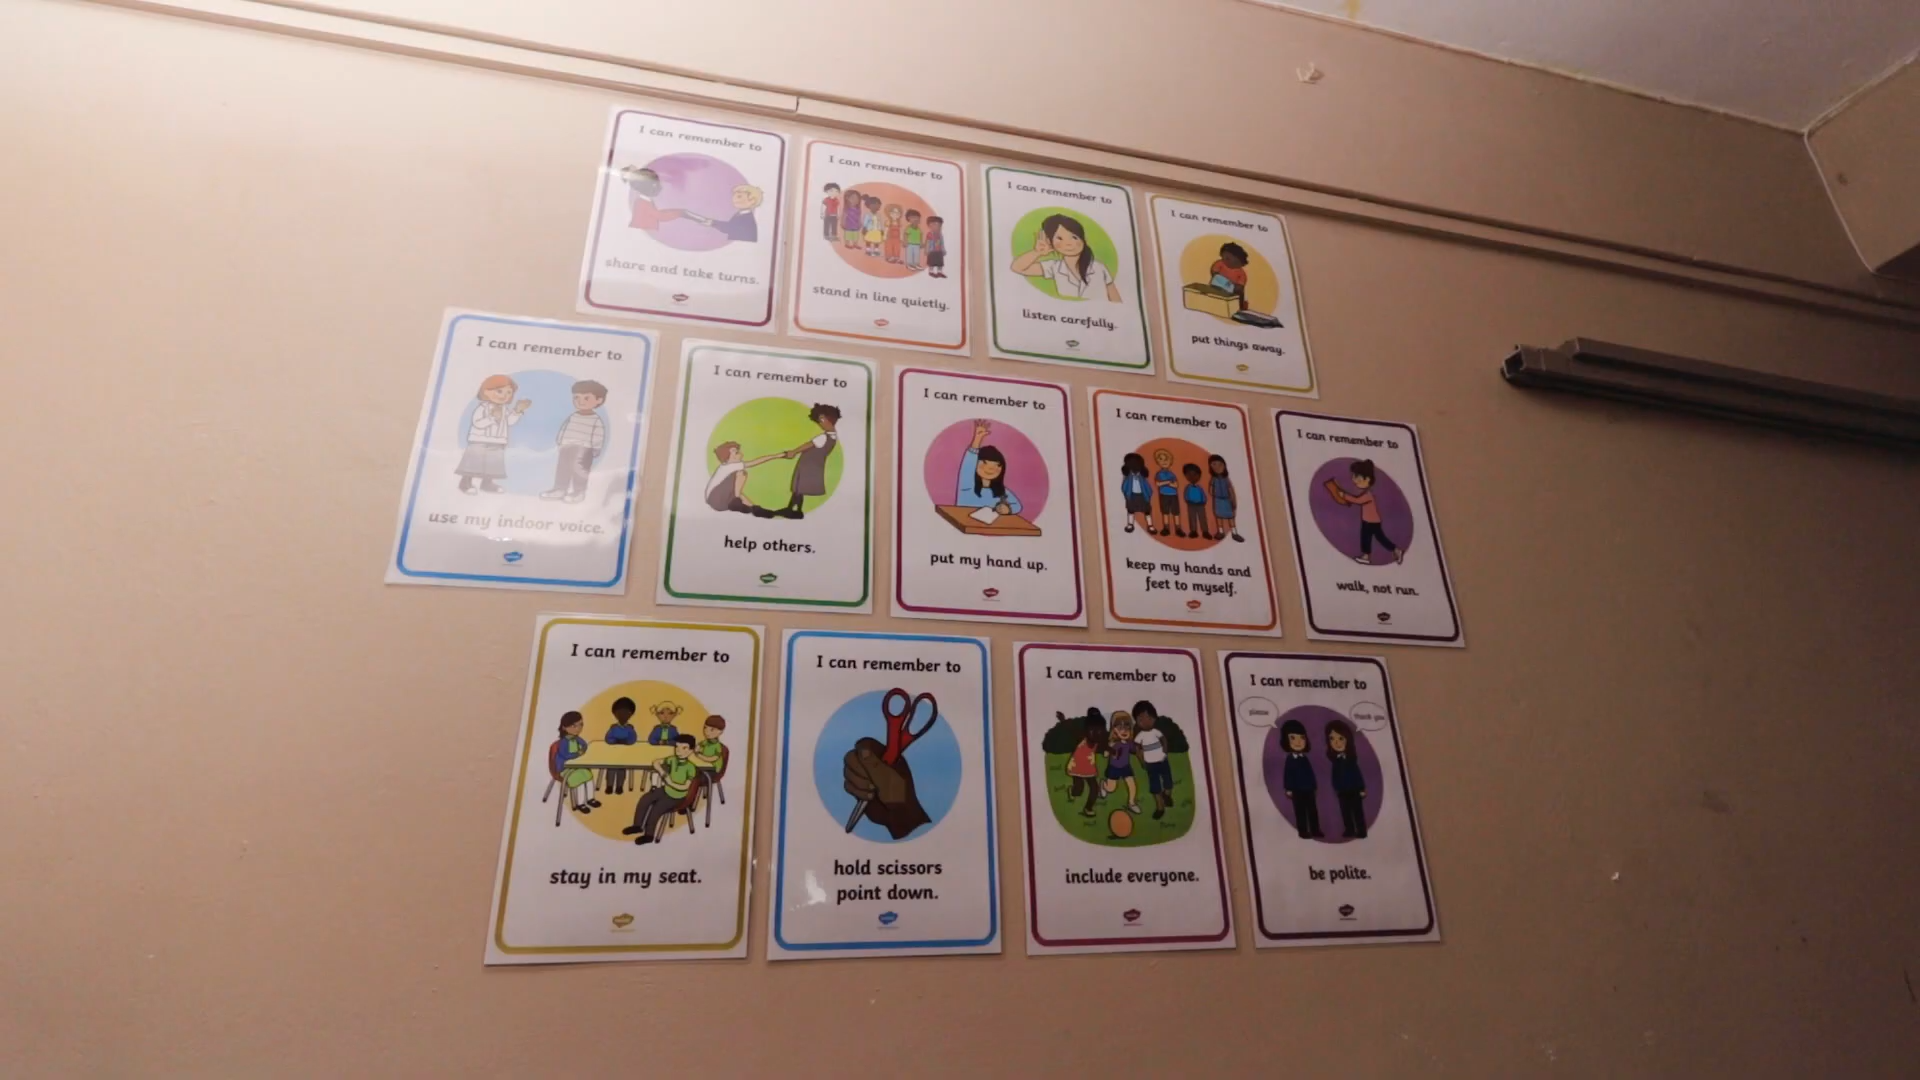 I can remember to
share and take turns.
I can remember to
stand in line quietly.
I can remember to
listen carefully.
I can remember to
put things away.
I can remember to
use my indoor voice.
I can remember to
help others.
I can remember to
put my hand up.
I can remember to
keep my hands and
feet to myself.
I can remember to
walk, not run.
I can remember to
stay in my seat.
I can remember to
hold scissors
point down.
I can remember to
include everyone.
I can remember to
please
thank you
be polite.